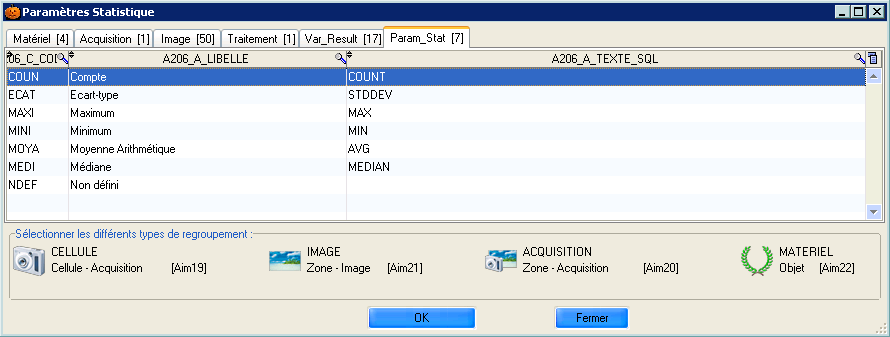 Paramètres Statistique
Matériel [4] Acquisition [1] Image [50] Traitement [1] Var_Result [17] Param_Stat [7]
A206_A_LIBELLE A206_A_TEXTE_SQL
COUN Compte COUNT
ECAT Ecart-type STDDEV
MAXI Maximum MAX
MINI Minimum MIN
MOYA Moyenne Arithmétique AVG
MEDI Médiane MEDIAN
NDEF Non défini
Sélectionner les différents types de regroupement :
CELLULE IMAGE ACQUISITION MATERIEL
Cellule - Acquisition [Aim19] Zone - Image [Aim21] Zone - Acquisition [Aim20] Objet [Aim22]
OK Fermer